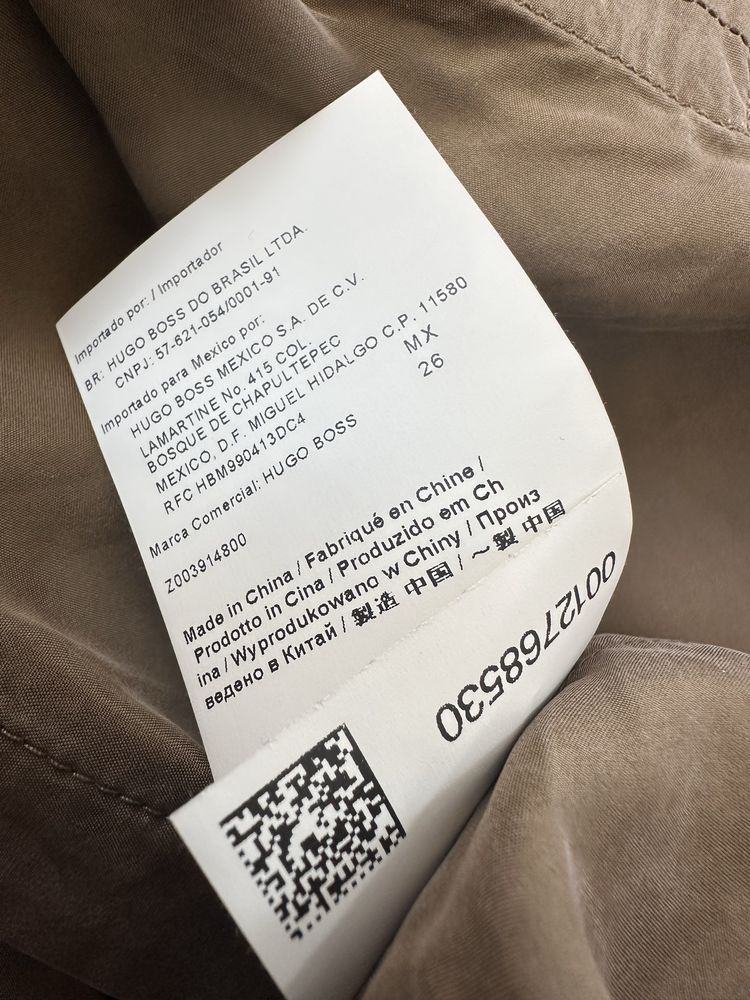 Importado por: / Importador
BR: HUGO BOSS DO BRASIL LTDA.
CNPJ: 57-621-054/0001-91
Importado para Mexico por:
HUGO BOSS MEXICO S.A. DE C.V.
LAMARTINE No. 415 COL.
BOSQUE DE CHAPULTEPEC
MEXICO, D.F. MIGUEL HIDALGO C.P. 11580
RFC HBM990413DC4
MX
26
Marca Comercial: HUGO BOSS
Z003914800
Made in China / Fabriqué en Chine /
Prodotto in Cina / Produzido em Ch
ina / Wyprodukowano w Chiny / Произ
ведено в Китай / 製造 中国 / ～製 中国
0012768530